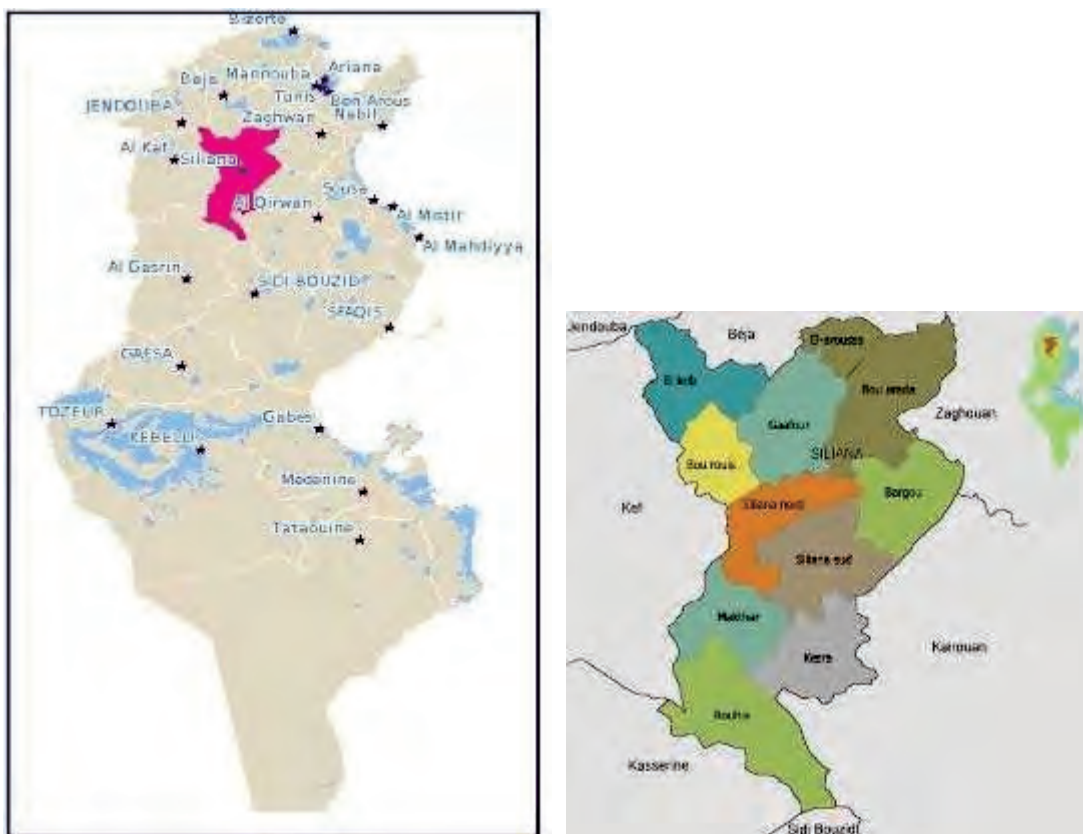 Bizerte
Ariana
Mannouba
Beja
Tunis
Ben Arous
JENDOUBA
Nabil
Zaghwan
Al Kaf
Siliana
Susa
Al Qirwan
Al Mistir
Al Mahdiyya
Al Gasrin
SIDI BOUZID
SFAQIS
GAFSA
TOZEUR
Gabes
KEBELLI
Medenine
Tataouine
Jendouba
Béja
El aroussa
Bou arada
Zaghouan
Gaafour
SILIANA
Bou rouis
Bargou
Kef
Siliana nord
Siliana sud
Makthar
Kesra
Kairouan
Rouhia
Kasserine
Sidi Bouzid